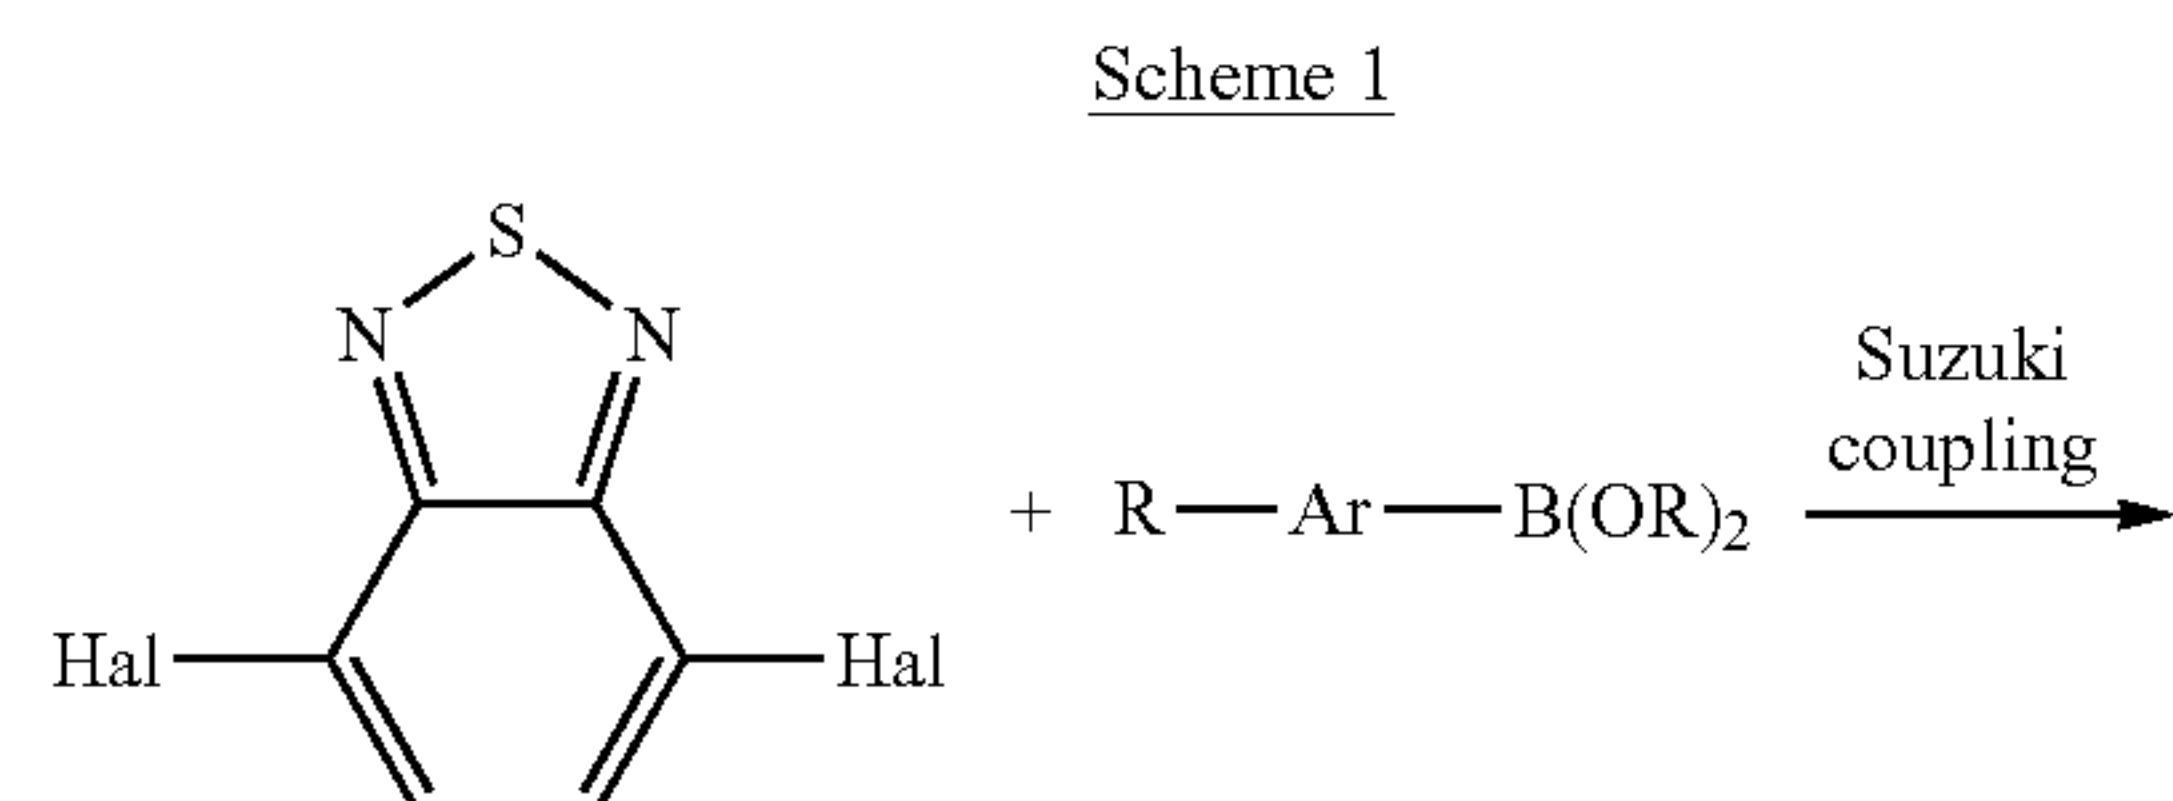 Scheme 1
S
N N
Suzuki
coupling
+ R—Ar—B(OR)₂
Hal Hal